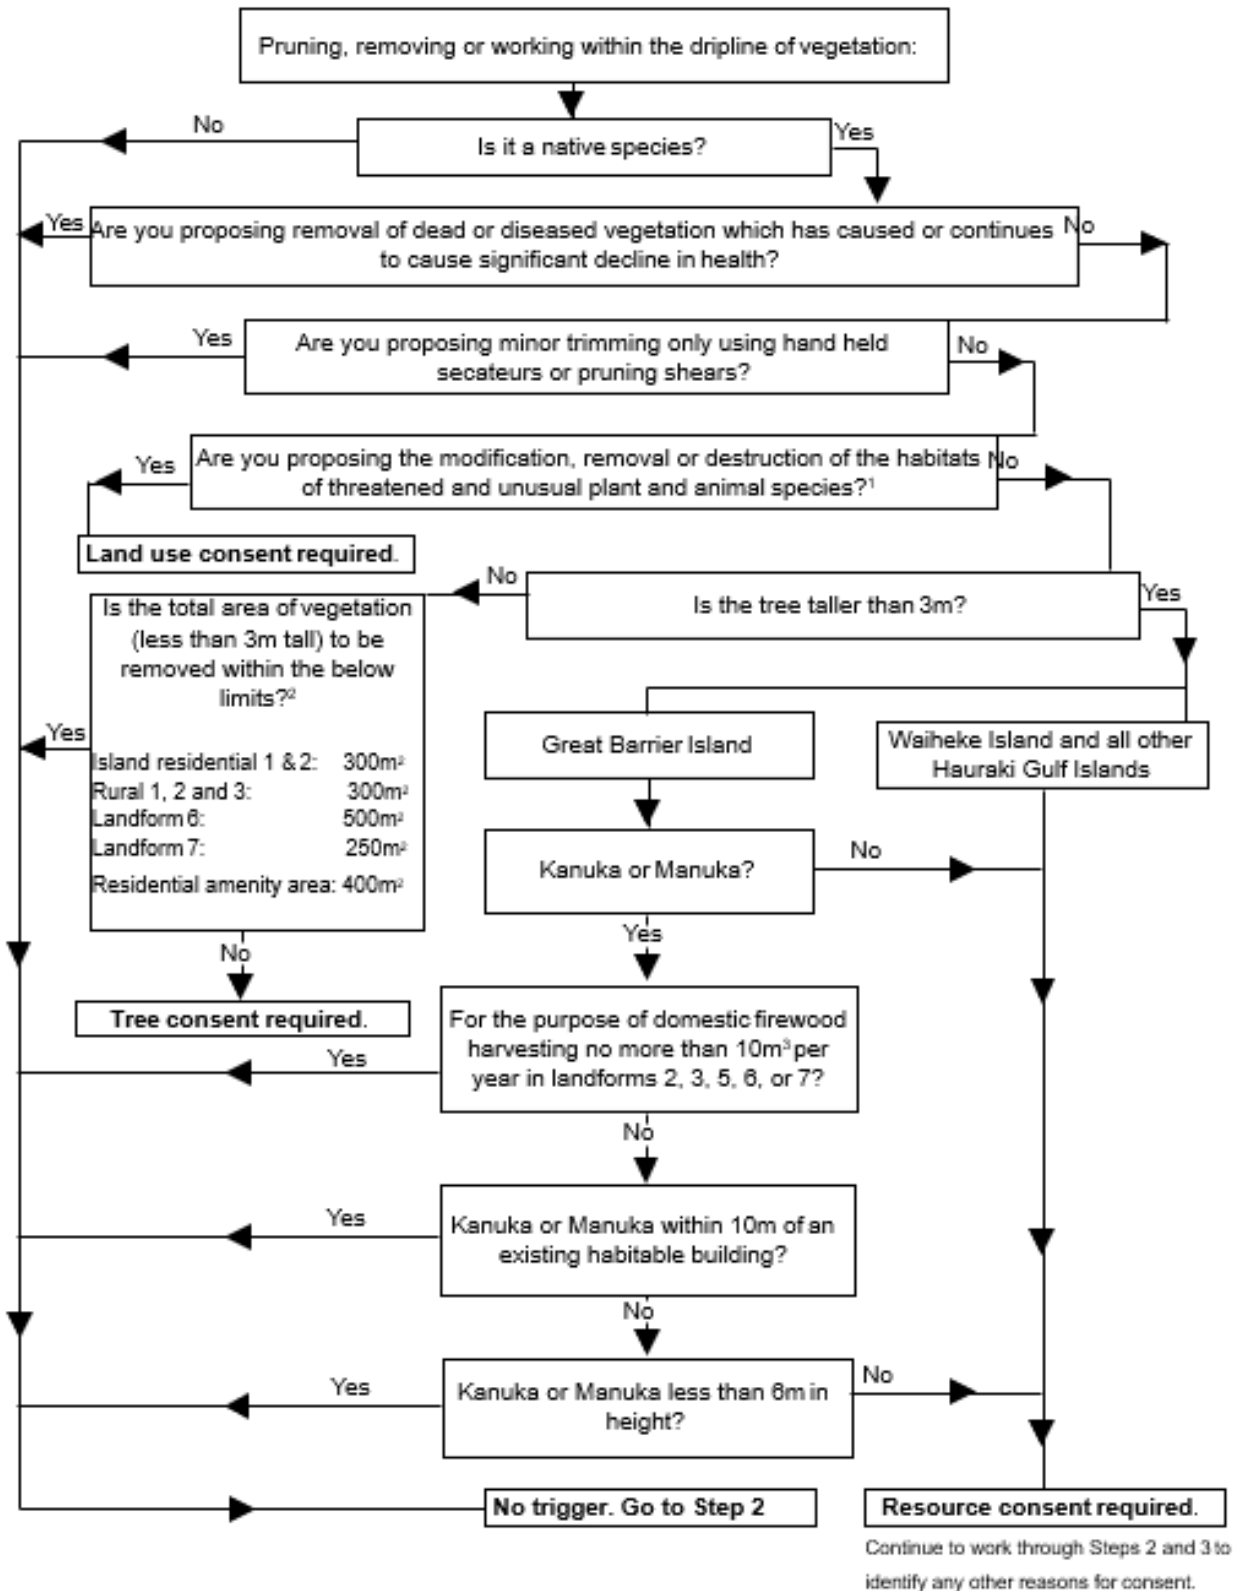 Pruning, removing or working within the dripline of vegetation:
No
Is it a native species?
Yes
Yes
Are you proposing removal of dead or diseased vegetation which has caused or continues
to cause significant decline in health?
No
Yes
Are you proposing minor trimming only using hand held
secateurs or pruning shears?
No
Yes
Are you proposing the modification, removal or destruction of the habitats
of threatened and unusual plant and animal species?¹
No
Land use consent required.
No
Is the tree taller than 3m?
Yes
Is the total area of vegetation
(less than 3m tall) to be
removed within the below
limits?²
Yes
Island residential 1 & 2: 300m²
Rural 1, 2 and 3: 300m²
Landform 6: 500m²
Landform 7: 250m²
Residential amenity area: 400m²
No
Tree consent required.
Great Barrier Island
Waiheke Island and all other
Hauraki Gulf Islands
Kanuka or Manuka?
No
Yes
For the purpose of domestic firewood
harvesting no more than 10m³ per
year in landforms 2, 3, 5, 6, or 7?
Yes
No
Yes
Kanuka or Manuka within 10m of an
existing habitable building?
No
Yes
Kanuka or Manuka less than 6m in
height?
No
No trigger. Go to Step 2
Resource consent required.
Continue to work through Steps 2 and 3 to
identify any other reasons for consent.